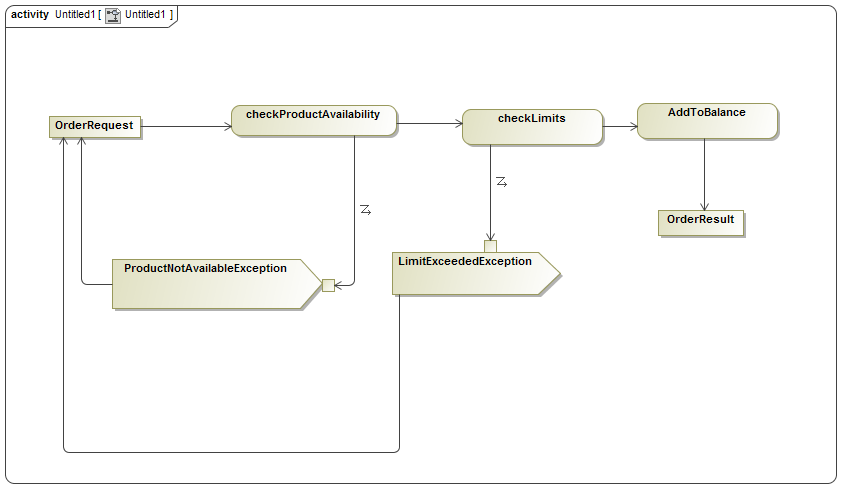 activity Untitled1 [ Untitled1 ]
OrderRequest
checkProductAvailability
checkLimits
AddToBalance
OrderResult
ProductNotAvailableException
LimitExceededException